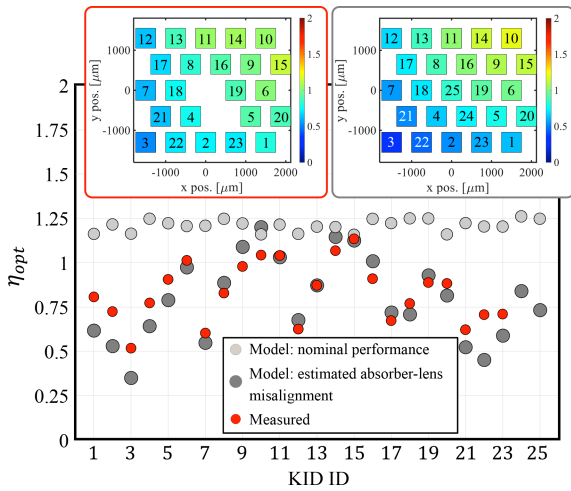 12 13 11 14 10
17 8 16 9 15
7 18 19 6
21 4 5 20
3 22 2 23 1
1000
0
-1000
y pos. [μm]
-2000 0 2000
x pos. [μm]
2
1.5
1
0.5
0
12 13 11 14 10
17 8 16 9 15
7 18 25 19 6
21 4 24 5 20
3 22 2 23 1
1000
0
-1000
y pos. [μm]
-2000 0 2000
x pos. [μm]
2
1.5
1
0.5
0
2
1.75
1.5
1.25
1
0.75
0.5
0.25
0
η_opt
Model: nominal performance
Model: estimated absorber-lens
misalignment
Measured
1 3 5 7 9 11 13 15 17 19 21 23 25
KID ID